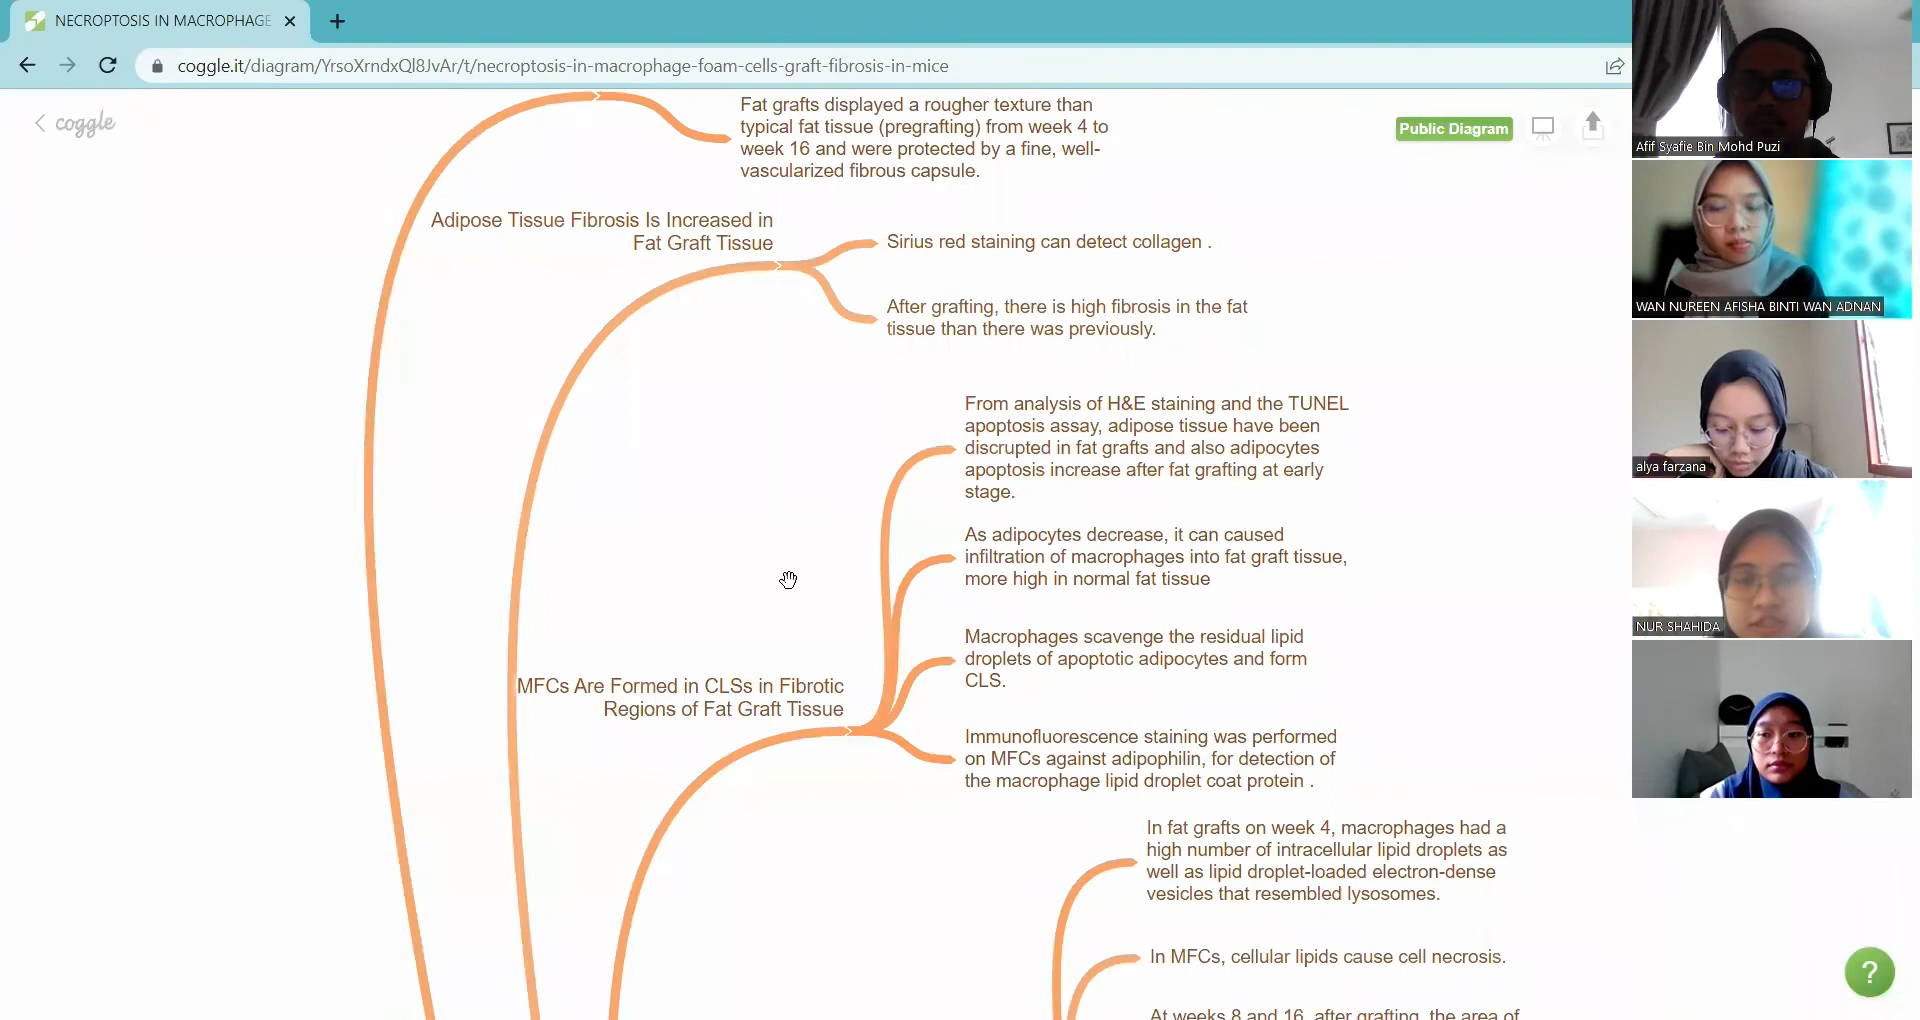 NECROPTOSIS IN MACROPHAGE
coggle.it/diagram/YrsoXrndxQl8JvAr/t/necroptosis-in-macrophage-foam-cells-graft-fibrosis-in-mice
coggle
Public Diagram
Fat grafts displayed a rougher texture than
typical fat tissue (pregrafting) from week 4 to
week 16 and were protected by a fine, well-
vascularized fibrous capsule.
Adipose Tissue Fibrosis Is Increased in
Fat Graft Tissue
Sirius red staining can detect collagen .
After grafting, there is high fibrosis in the fat
tissue than there was previously.
From analysis of H&E staining and the TUNEL
apoptosis assay, adipose tissue have been
discrupted in fat grafts and also adipocytes
apoptosis increase after fat grafting at early
stage.
As adipocytes decrease, it can caused
infiltration of macrophages into fat graft tissue,
more high in normal fat tissue
Macrophages scavenge the residual lipid
droplets of apoptotic adipocytes and form
CLS.
MFCs Are Formed in CLSs in Fibrotic
Regions of Fat Graft Tissue
Immunofluorescence staining was performed
on MFCs against adipophilin, for detection of
the macrophage lipid droplet coat protein .
In fat grafts on week 4, macrophages had a
high number of intracellular lipid droplets as
well as lipid droplet-loaded electron-dense
vesicles that resembled lysosomes.
In MFCs, cellular lipids cause cell necrosis.
At weeks 8 and 16, after grafting, the area of
Afif Syafie Bin Mohd Puzi
WAN NUREEN AFISHA BINTI WAN ADNAN
alya farzana
NUR SHAHIDA
?